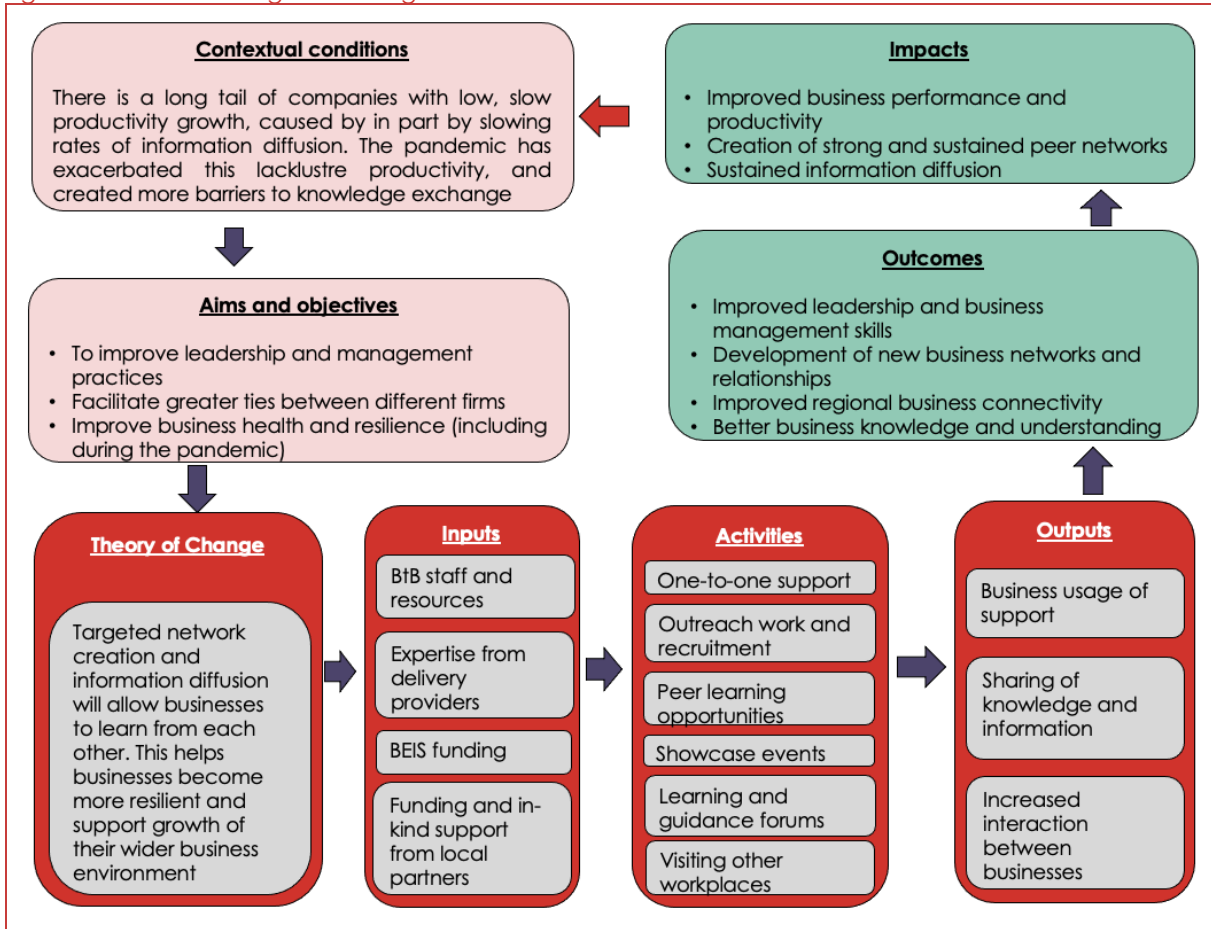 Contextual conditions
There is a long tail of companies with low, slow
productivity growth, caused by in part by slowing
rates of information diffusion. The pandemic has
exacerbated this lacklustre productivity, and
created more barriers to knowledge exchange
Aims and objectives
• To improve leadership and management
practices
• Facilitate greater ties between different firms
• Improve business health and resilience (including
during the pandemic)
Theory of Change
Targeted network
creation and
information diffusion
will allow businesses
to learn from each
other. This helps
businesses become
more resilient and
support growth of
their wider business
environment
Inputs
BtB staff and
resources
Expertise from
delivery
providers
BEIS funding
Funding and in-
kind support
from local
partners
Activities
One-to-one support
Outreach work and
recruitment
Peer learning
opportunities
Showcase events
Learning and
guidance forums
Visiting other
workplaces
Outputs
Business usage of
support
Sharing of
knowledge and
information
Increased
interaction
between
businesses
Outcomes
• Improved leadership and business
management skills
• Development of new business networks and
relationships
• Improved regional business connectivity
• Better business knowledge and understanding
Impacts
• Improved business performance and
productivity
• Creation of strong and sustained peer networks
• Sustained information diffusion